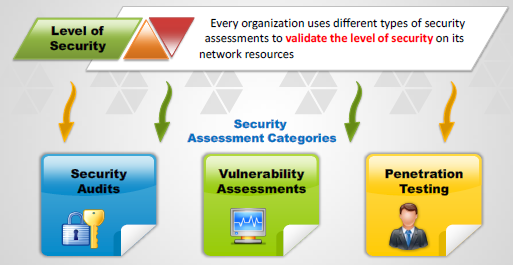 Level of
Security
Every organization uses different types of security
assessments to validate the level of security on its
network resources
Security
Assessment Categories
Security
Audits
Vulnerability
Assessments
Penetration
Testing